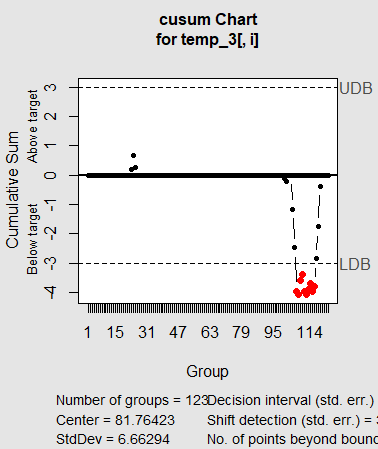 cusum Chart
for temp_3[, i]
Cumulative Sum
Above target
Below target
3
2
1
0
-1
-2
-3
-4
UDB
LDB
1 15 31 47 63 79 95 114
Group
Number of groups = 123
Center = 81.76423
StdDev = 6.66294
Decision interval (std. err.)
Shift detection (std. err.) =
No. of points beyond boun